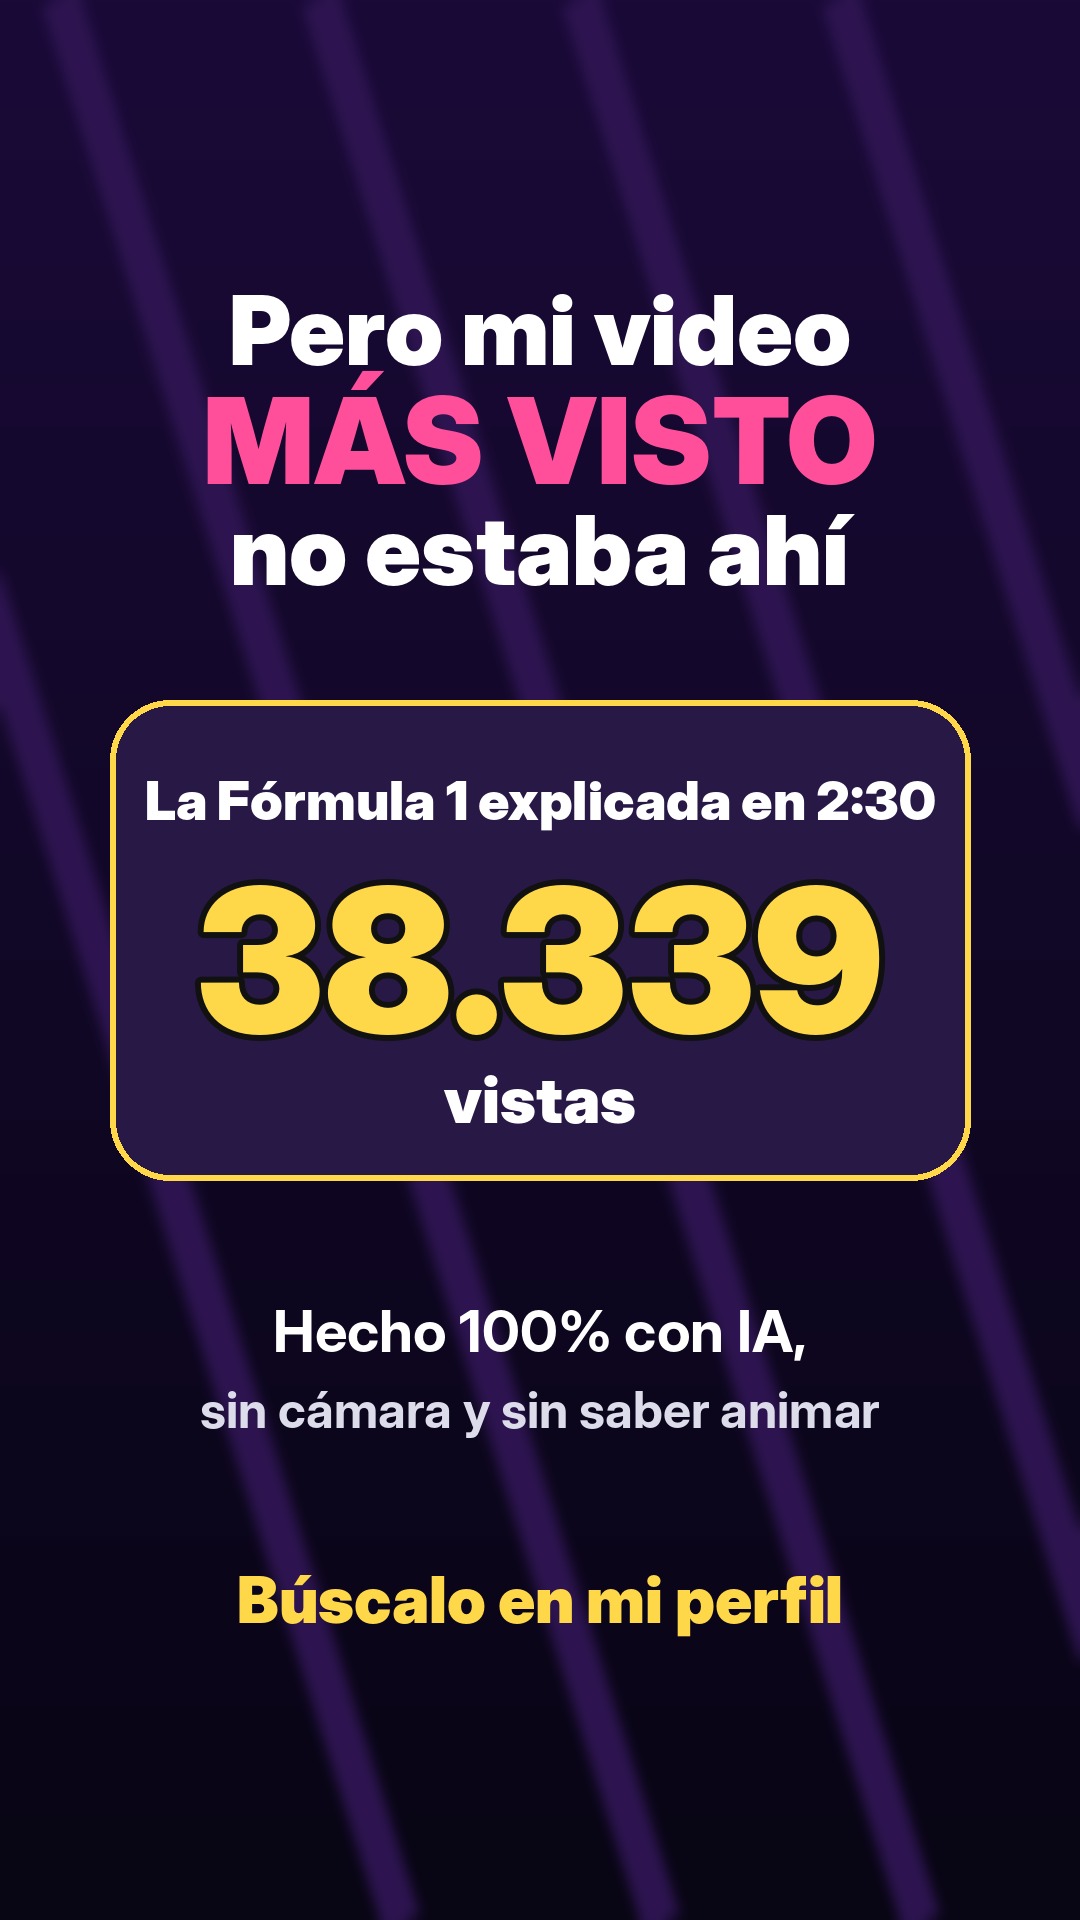 Pero mi video
MÁS VISTO
no estaba ahí
La Fórmula 1 explicada en 2:30
38.339
vistas
Hecho 100% con IA,
sin cámara y sin saber animar
Búscalo en mi perfil